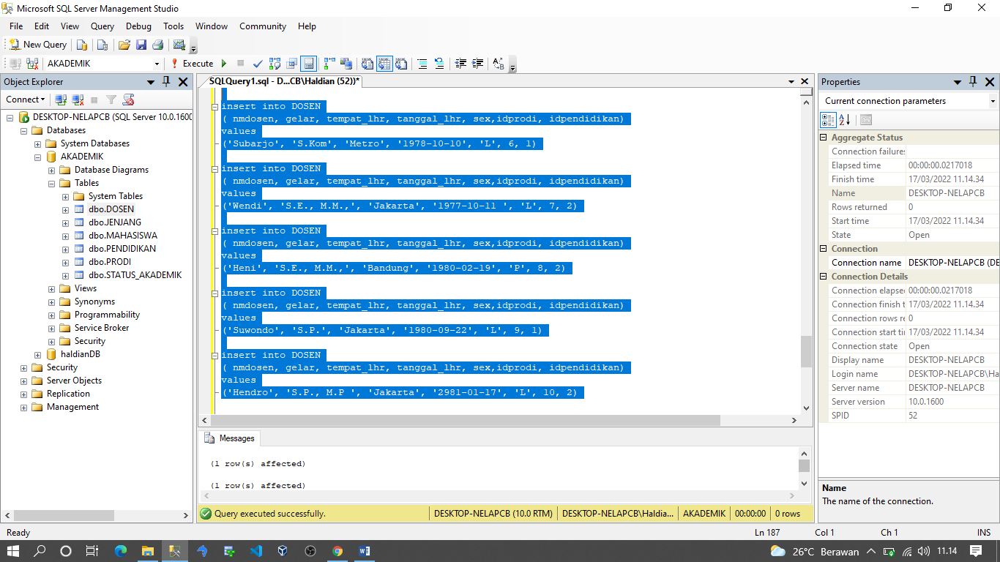 Microsoft SQL Server Management Studio
File Edit View Query Debug Tools Window Community Help
New Query
AKADEMIK
Execute
Object Explorer
Connect
DESKTOP-NELAPCB (SQL Server 10.0.1600
Databases
System Databases
AKADEMIK
Database Diagrams
Tables
System Tables
dbo.DOSEN
dbo.JENJANG
dbo.MAHASISWA
dbo.PENDIDIKAN
dbo.PRODI
dbo.STATUS_AKADEMIK
Views
Synonyms
Programmability
Service Broker
Security
haldianDB
Security
Server Objects
Replication
Management
SQLQuery1.sql - D...CB\Haldian (52))*
insert into DOSEN
( nmdosen, gelar, tempat_lhr, tanggal_lhr, sex,idprodi, idpendidikan)
values
('Subarjo', 'S.Kom', 'Metro', '1978-10-10', 'L', 6, 1)
insert into DOSEN
( nmdosen, gelar, tempat_lhr, tanggal_lhr, sex,idprodi, idpendidikan)
values
('Wendi', 'S.E., M.M.,', 'Jakarta', '1977-10-11 ', 'L', 7, 2)
insert into DOSEN
( nmdosen, gelar, tempat_lhr, tanggal_lhr, sex,idprodi, idpendidikan)
values
('Heni', 'S.E., M.M.,', 'Bandung', '1980-02-19', 'P', 8, 2)
insert into DOSEN
( nmdosen, gelar, tempat_lhr, tanggal_lhr, sex,idprodi, idpendidikan)
values
('Suwondo', 'S.P.', 'Jakarta', '1980-09-22', 'L', 9, 1)
insert into DOSEN
( nmdosen, gelar, tempat_lhr, tanggal_lhr, sex,idprodi, idpendidikan)
values
('Hendro', 'S.P., M.P ', 'Jakarta', '2981-01-17', 'L', 10, 2)
Messages
(1 row(s) affected)
(1 row(s) affected)
Query executed successfully. DESKTOP-NELAPCB (10.0 RTM) DESKTOP-NELAPCB\Haldia... AKADEMIK 00:00:00 0 rows
Properties
Current connection parameters
Aggregate Status
Connection failures
Elapsed time 00:00:00.0217018
Finish time 17/03/2022 11.14.34
Name DESKTOP-NELAPCB
Rows returned 0
Start time 17/03/2022 11.14.34
State Open
Connection
Connection name DESKTOP-NELAPCB (DE
Connection Details
Connection elapse 00:00:00.0217018
Connection finish t 17/03/2022 11.14.34
Connection rows re 0
Connection start ti 17/03/2022 11.14.34
Connection state Open
Display name DESKTOP-NELAPCB
Login name DESKTOP-NELAPCB\Ha
Server name DESKTOP-NELAPCB
Server version 10.0.1600
SPID 52
Name
The name of the connection.
Ready Ln 187 Col 1 Ch 1 INS
26°C Berawan 11.14